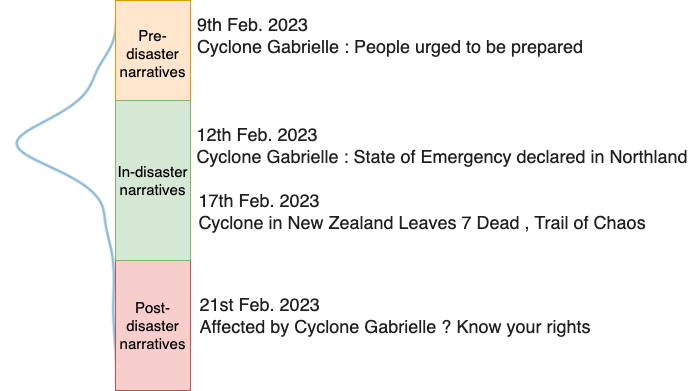 Pre-
disaster
narratives
9th Feb. 2023
Cyclone Gabrielle : People urged to be prepared
In-disaster
narratives
12th Feb. 2023
Cyclone Gabrielle : State of Emergency declared in Northland
17th Feb. 2023
Cyclone in New Zealand Leaves 7 Dead , Trail of Chaos
Post-
disaster
narratives
21st Feb. 2023
Affected by Cyclone Gabrielle ? Know your rights